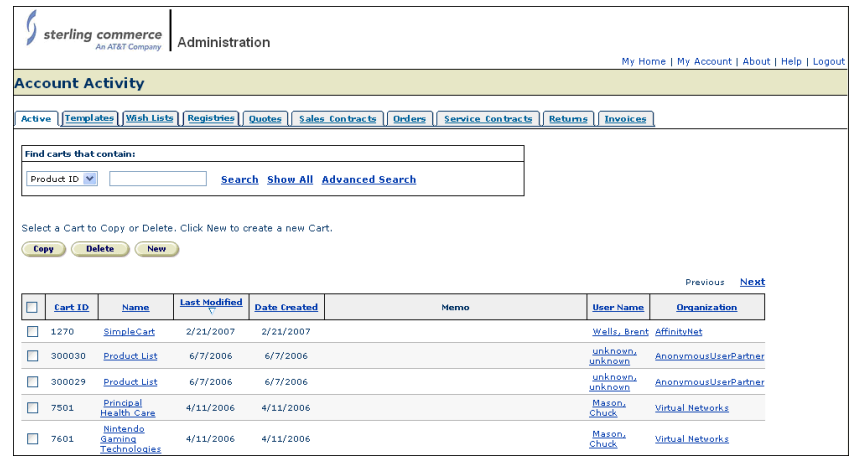 sterling commerce
An AT&T Company
Administration
My Home | My Account | About | Help | Logout
Account Activity
Active Templates Wish Lists Registries Quotes Sales Contracts Orders Service Contracts Returns Invoices
Find carts that contain:
Product ID Search Show All Advanced Search
Select a Cart to Copy or Delete. Click New to create a new Cart.
Copy Delete New
Previous Next
Cart ID Name Last Modified Date Created Memo User Name Organization
1270 SimpleCart 2/21/2007 2/21/2007 Wells, Brent AffinityNet
300030 Product List 6/7/2006 6/7/2006 unknown, unknown AnonymousUserPartner
300029 Product List 6/7/2006 6/7/2006 unknown, unknown AnonymousUserPartner
7501 Principal Health Care 4/11/2006 4/11/2006 Mason, Chuck Virtual Networks
7601 Nintendo Gaming Technologies 4/11/2006 4/11/2006 Mason, Chuck Virtual Networks